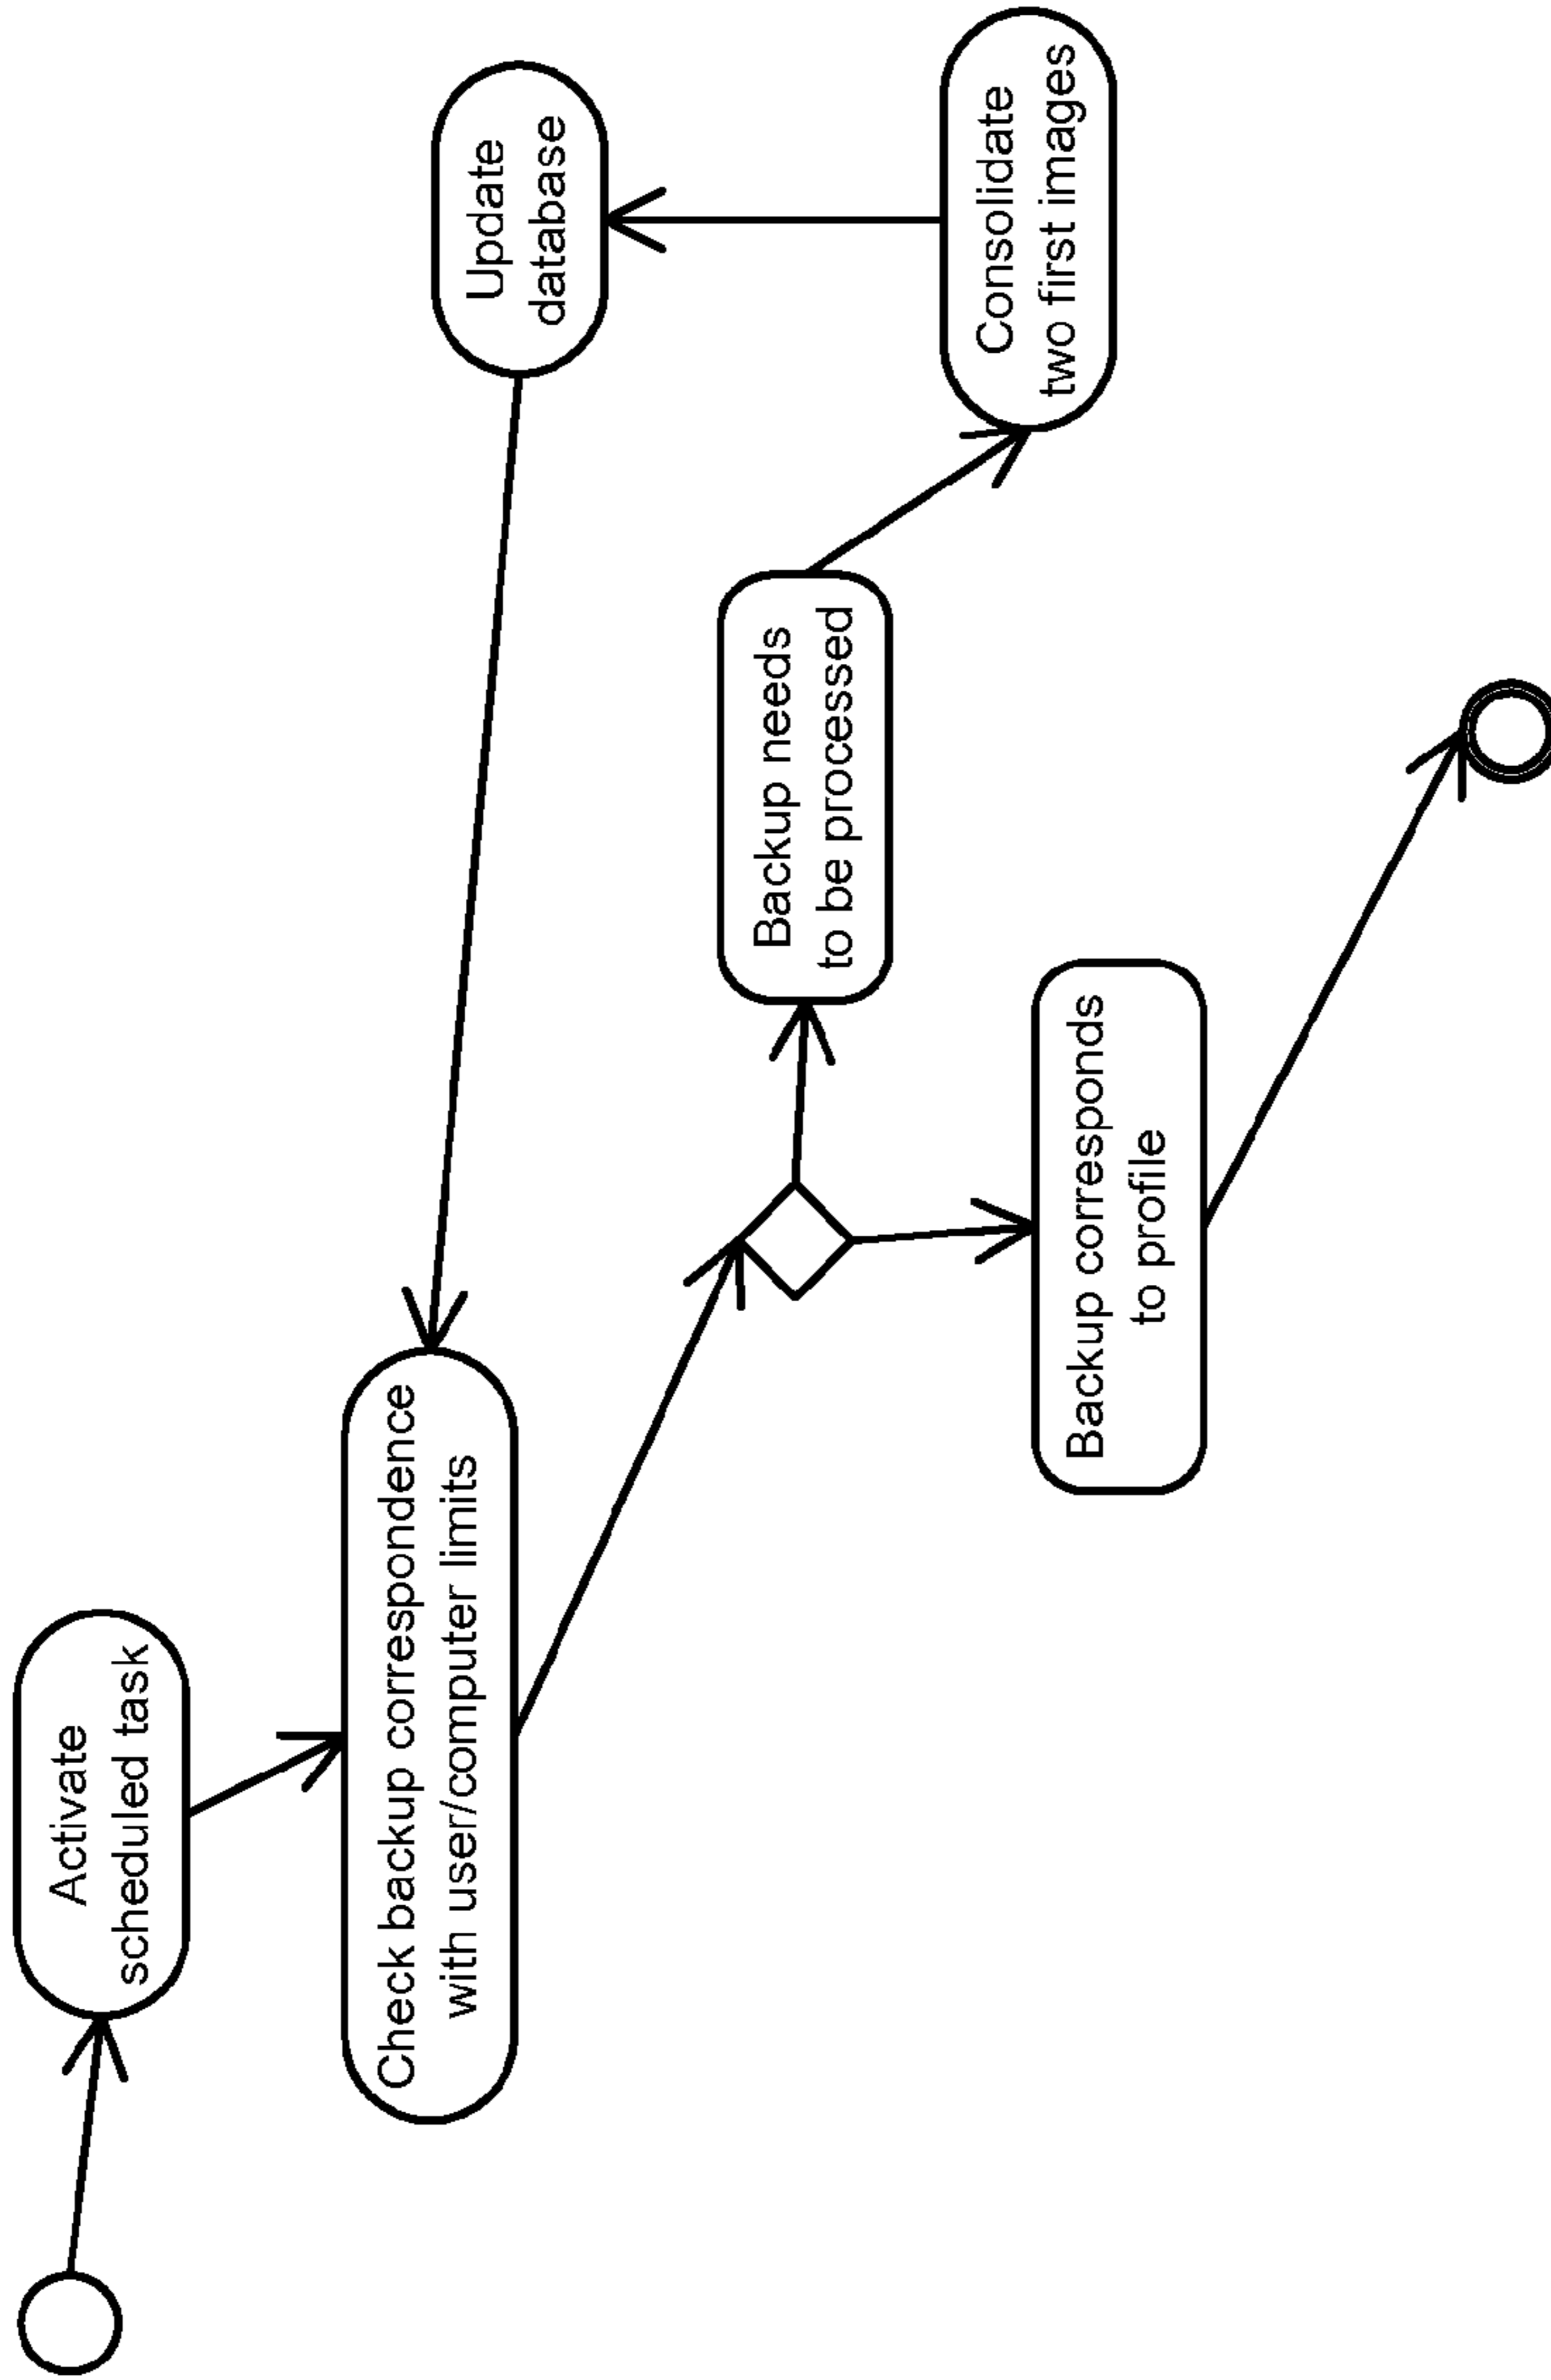 Activate
scheduled task
Check backup correspondence
with user/computer limits
Update
database
Backup needs
to be processed
Consolidate
two first images
Backup corresponds
to profile